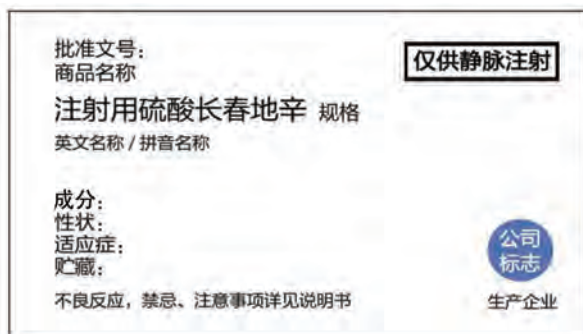 批准文号：
商品名称
仅供静脉注射
注射用硫酸长春地辛 规格
英文名称 / 拼音名称
成分：
性状：
适应症：
贮藏：
不良反应，禁忌、注意事项详见说明书
公司
标志
生产企业